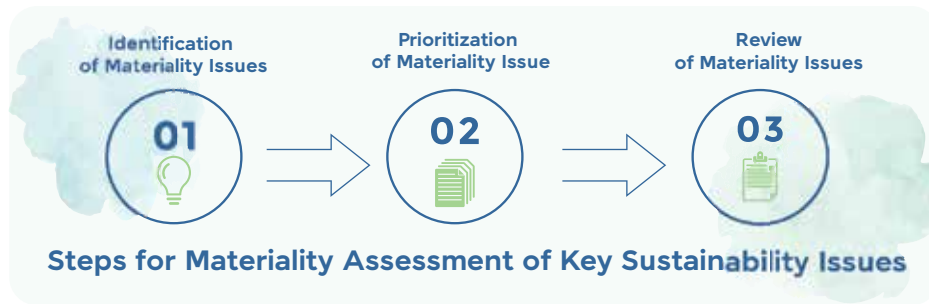 Identification
of Materiality Issues
01
Prioritization
of Materiality Issue
02
Review
of Materiality Issues
03
Steps for Materiality Assessment of Key Sustainability Issues